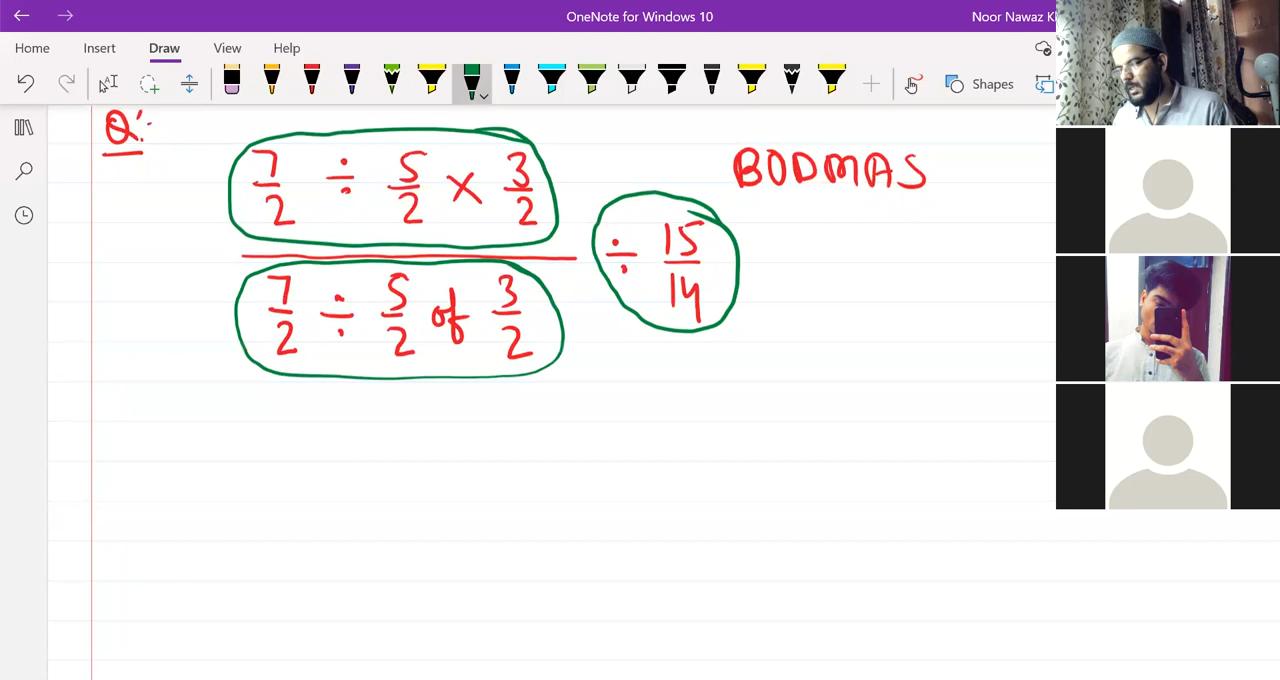 OneNote for Windows 10
Noor Nawaz Kh
Home Insert Draw View Help
Shapes
Q:-
7/2 ÷ 5/2 × 3/2
BODMAS
÷ 15/14
7/2 ÷ 5/2 of 3/2